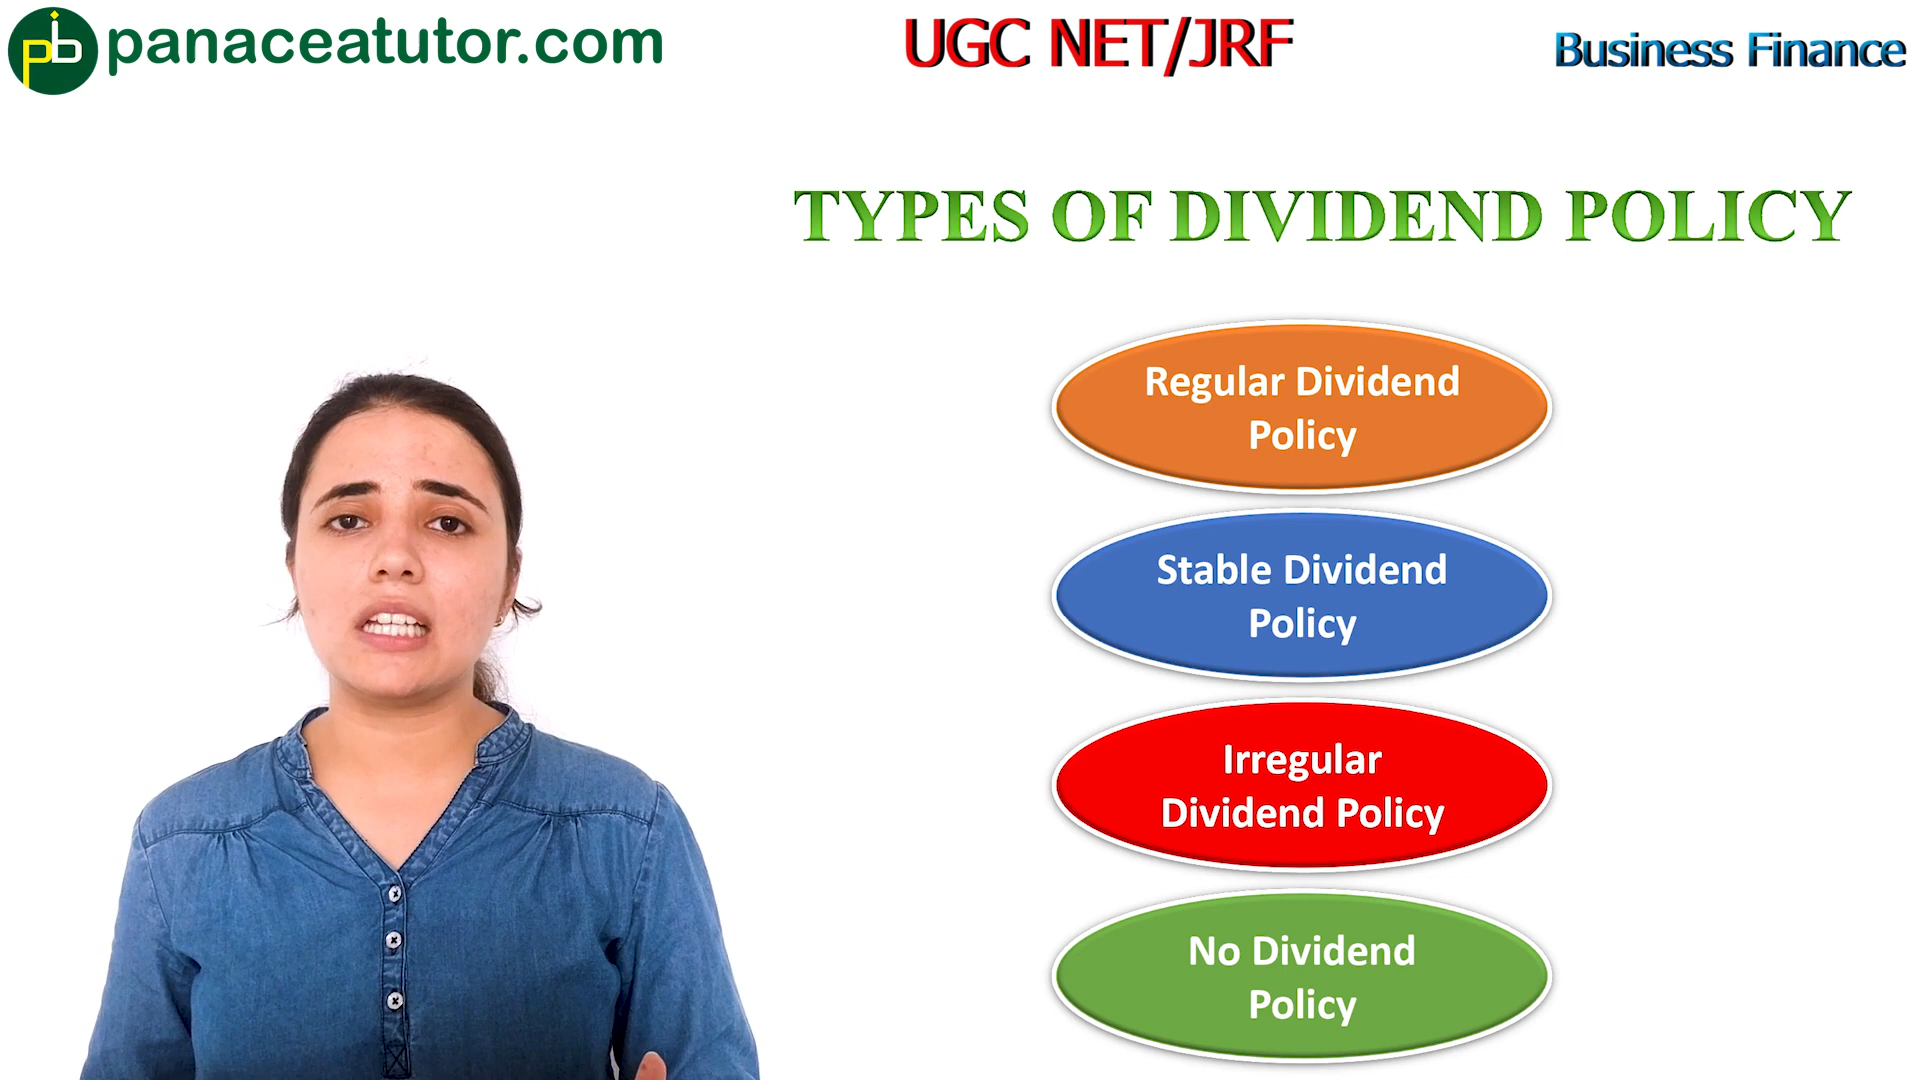 pb panaceatutor.com
UGC NET/JRF
Business Finance
TYPES OF DIVIDEND POLICY
Regular Dividend
Policy
Stable Dividend
Policy
Irregular
Dividend Policy
No Dividend
Policy